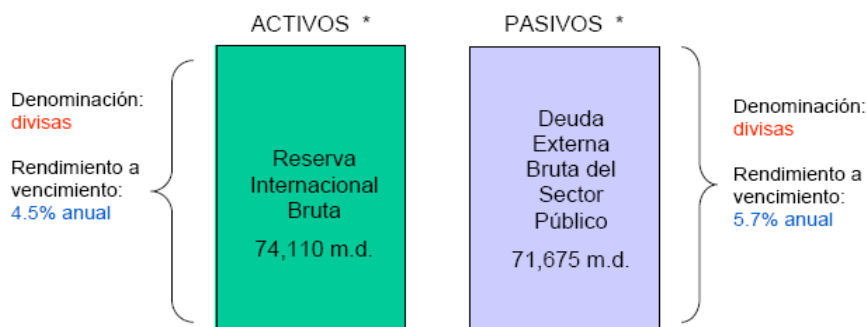 ACTIVOS *
PASIVOS *
Denominación:
divisas
Rendimiento a
vencimiento:
4.5% anual
Reserva
Internacional
Bruta
74,110 m.d.
Deuda
Externa
Bruta del
Sector
Público
71,675 m.d.
Denominación:
divisas
Rendimiento a
vencimiento:
5.7% anual